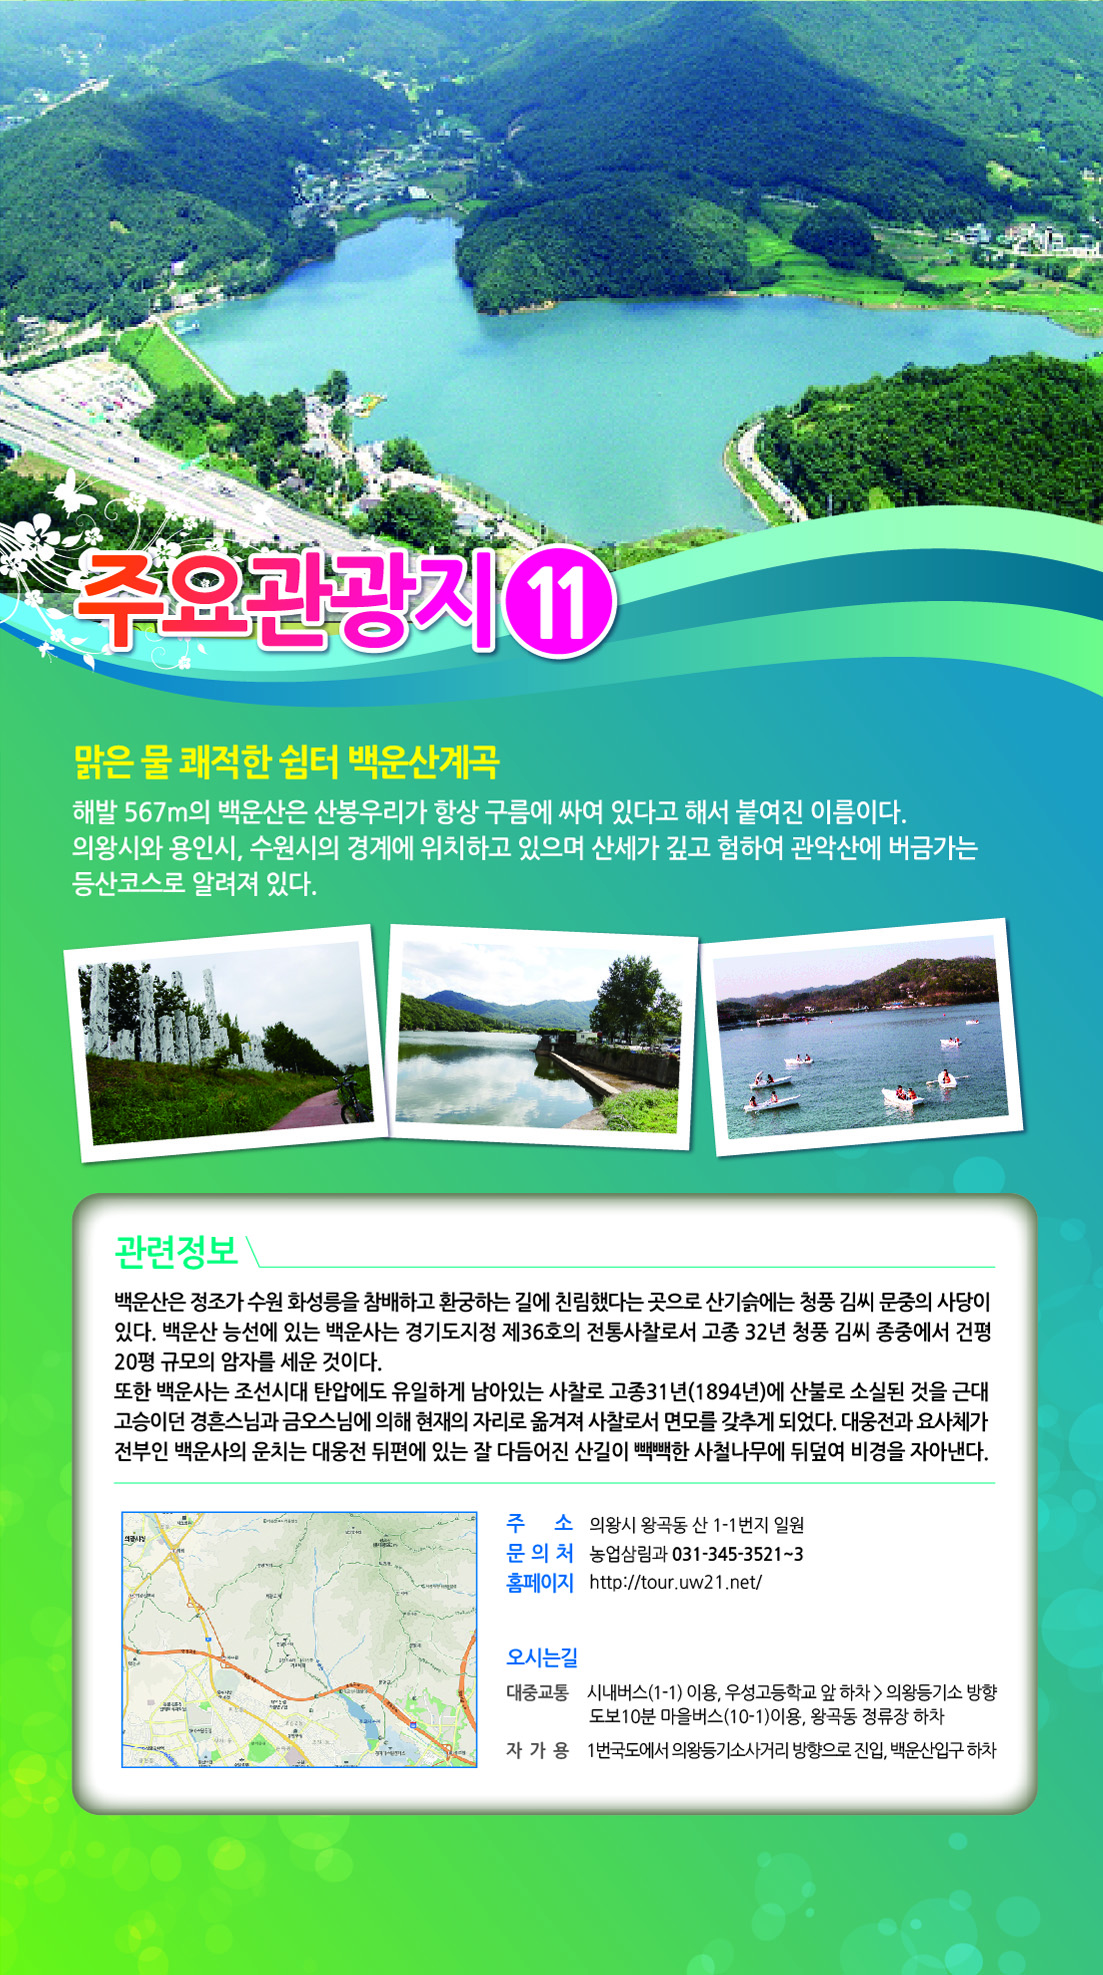 주요관광지 11
맑은 물 쾌적한 쉼터 백운산계곡
해발 567m의 백운산은 산봉우리가 항상 구름에 싸여 있다고 해서 붙여진 이름이다.
의왕시와 용인시, 수원시의 경계에 위치하고 있으며 산세가 깊고 험하여 관악산에 버금가는
등산코스로 알려져 있다.
관련정보
백운산은 정조가 수원 화성릉을 참배하고 환궁하는 길에 친림했다는 곳으로 산기슭에는 청풍 김씨 문중의 사당이
있다. 백운산 능선에 있는 백운사는 경기도지정 제36호의 전통사찰로서 고종 32년 청풍 김씨 종중에서 건평
20평 규모의 암자를 세운 것이다.
또한 백운사는 조선시대 탄압에도 유일하게 남아있는 사찰로 고종31년(1894년)에 산불로 소실된 것을 근대
고승이던 경흔스님과 금오스님에 의해 현재의 자리로 옮겨져 사찰로서 면모를 갖추게 되었다. 대웅전과 요사체가
전부인 백운사의 운치는 대웅전 뒤편에 있는 잘 다듬어진 산길이 빽빽한 사철나무에 뒤덮여 비경을 자아낸다.
의왕시청
주 소 의왕시 왕곡동 산 1-1번지 일원
문 의 처 농업삼림과 031-345-3521~3
홈페이지 http://tour.uw21.net/
오시는길
대중교통 시내버스(1-1) 이용, 우성고등학교 앞 하차 > 의왕등기소 방향
도보10분 마을버스(10-1)이용, 왕곡동 정류장 하차
자 가 용 1번국도에서 의왕등기소사거리 방향으로 진입, 백운산입구 하차